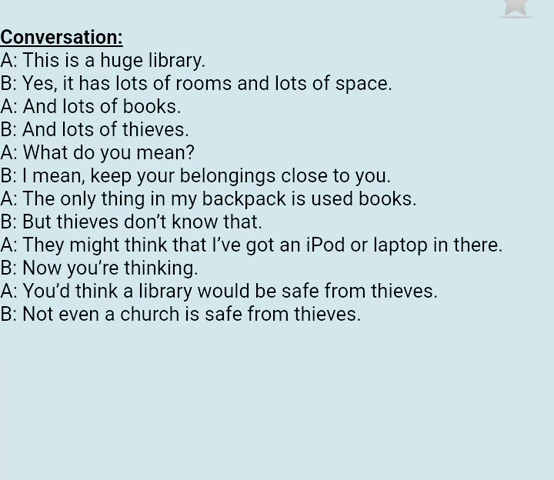 Conversation:
A: This is a huge library.
B: Yes, it has lots of rooms and lots of space.
A: And lots of books.
B: And lots of thieves.
A: What do you mean?
B: I mean, keep your belongings close to you.
A: The only thing in my backpack is used books.
B: But thieves don’t know that.
A: They might think that I’ve got an iPod or laptop in there.
B: Now you’re thinking.
A: You’d think a library would be safe from thieves.
B: Not even a church is safe from thieves.